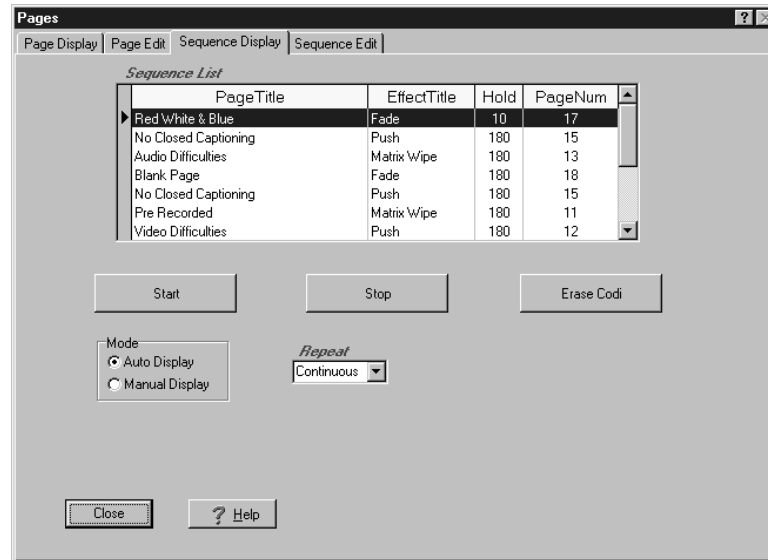 Pages
Page Display Page Edit Sequence Display Sequence Edit
Sequence List
PageTitle EffectTitle Hold PageNum
Red White & Blue Fade 10 17
No Closed Captioning Push 180 15
Audio Difficulties Matrix Wipe 180 13
Blank Page Fade 180 18
No Closed Captioning Push 180 15
Pre Recorded Matrix Wipe 180 11
Video Difficulties Push 180 12
Start Stop Erase Codi
Mode
Auto Display
Manual Display
Repeat
Continuous
Close ? Help